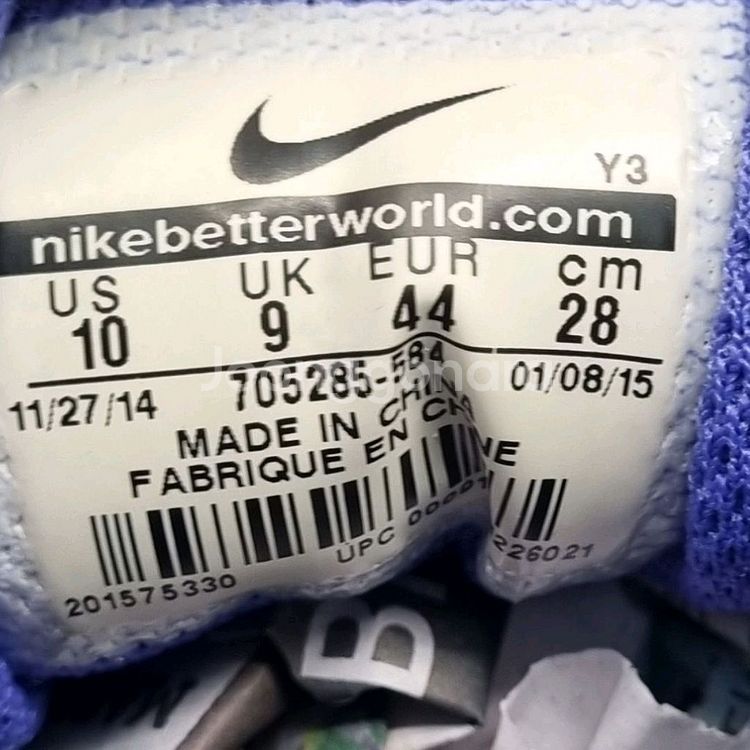 Y3
nikebetterworld.com
US UK EUR cm
10 9 44 28
11/27/14 705285-584 01/08/15
MADE IN CHINA
FABRIQUE EN
201575330 UPC
226021
B